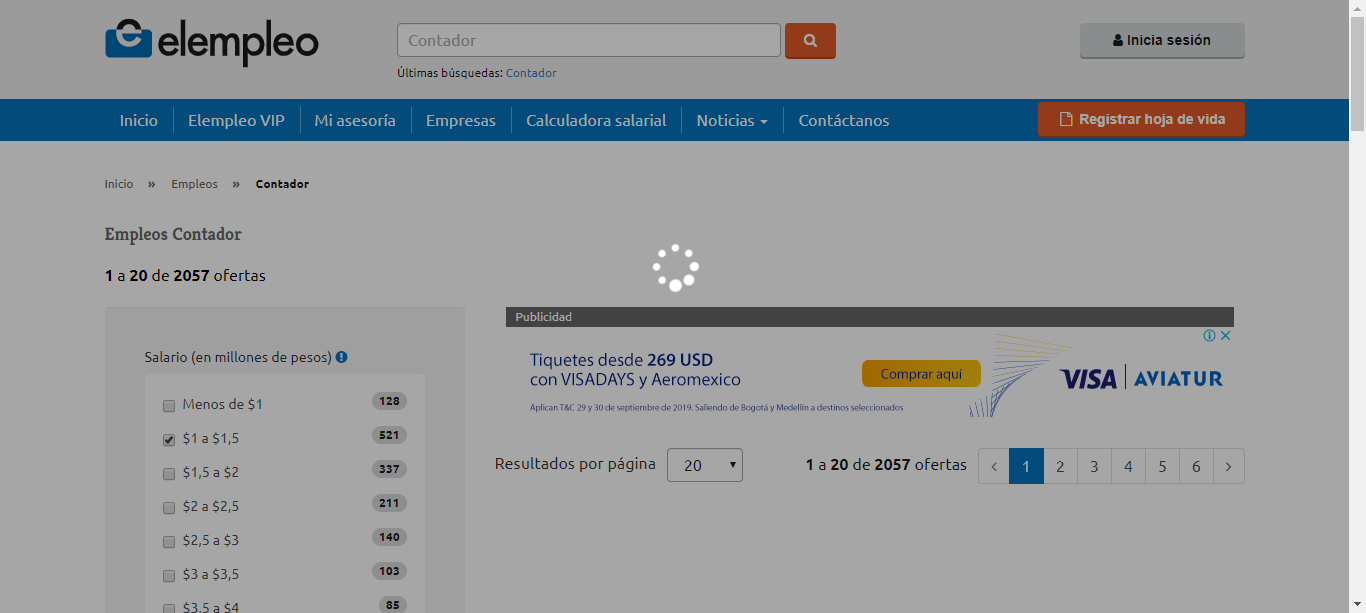 elempleo
Contador
Inicia sesión
Últimas búsquedas: Contador
Inicio Elempleo VIP Mi asesoría Empresas Calculadora salarial Noticias Contáctanos Registrar hoja de vida
Inicio » Empleos » Contador
Empleos Contador
1 a 20 de 2057 ofertas
Salario (en millones de pesos)
Menos de $1 128
$1 a $1,5 521
$1,5 a $2 337
$2 a $2,5 211
$2,5 a $3 140
$3 a $3,5 103
$3,5 a $4 85
Publicidad
Tiquetes desde 269 USD
con VISADAYS y Aeromexico
Aplican T&C 29 y 30 de septiembre de 2019. Saliendo de Bogotá y Medellín a destinos seleccionados
Comprar aquí
VISA AVIATUR
Resultados por página 20 1 a 20 de 2057 ofertas ‹ 1 2 3 4 5 6 ›